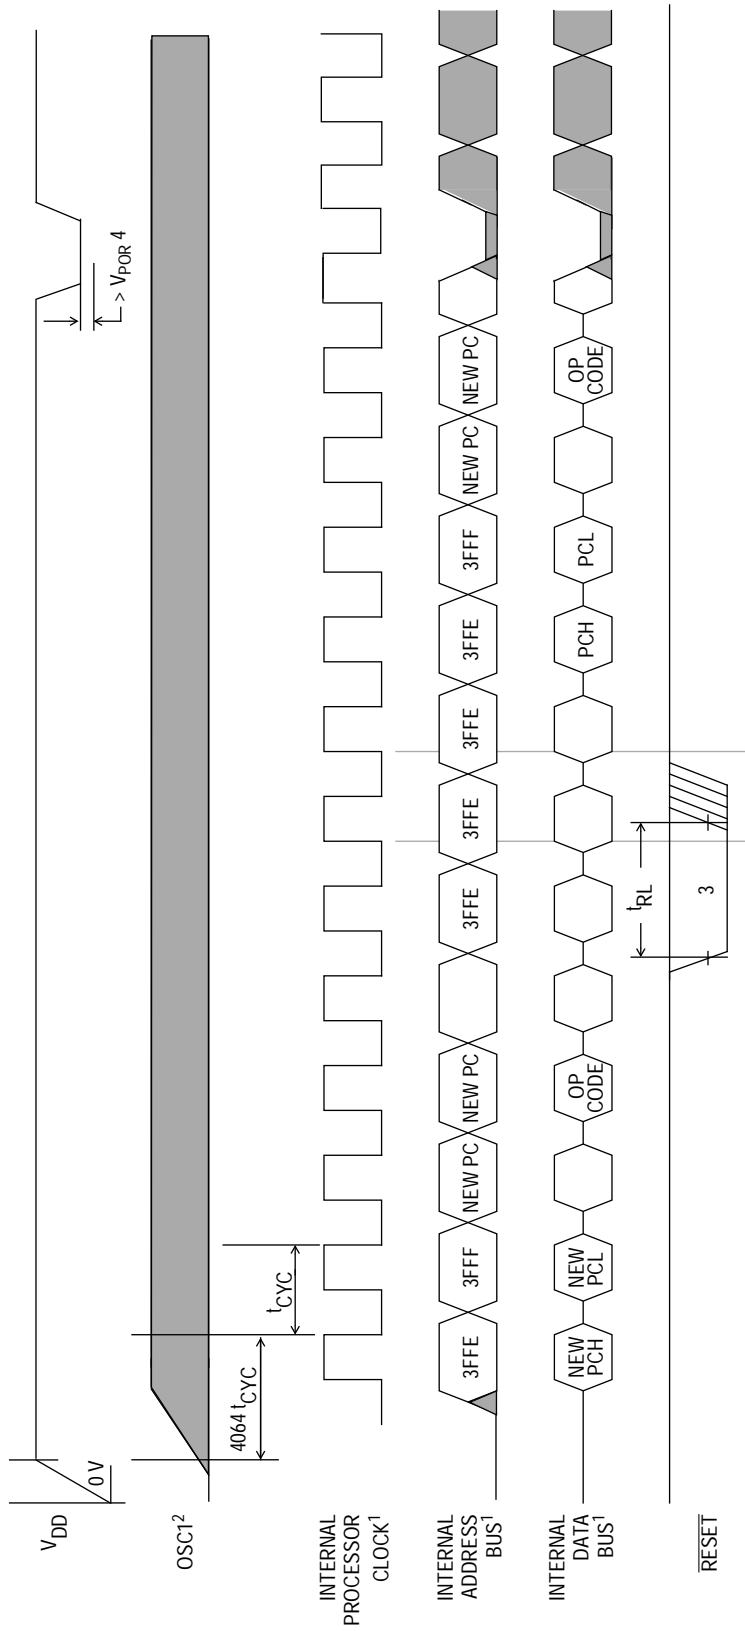 VDD
0 V
> VPOR 4
OSC1²
4064 tCYC
tCYC
INTERNAL
PROCESSOR
CLOCK¹
INTERNAL
ADDRESS
BUS¹
3FFE
3FFF
NEW PC
NEW PC
3FFE
3FFE
3FFE
3FFE
3FFF
NEW PC
NEW PC
INTERNAL
DATA
BUS¹
NEW
PCH
NEW
PCL
OP
CODE
PCH
PCL
OP
CODE
tRL
3
RESET